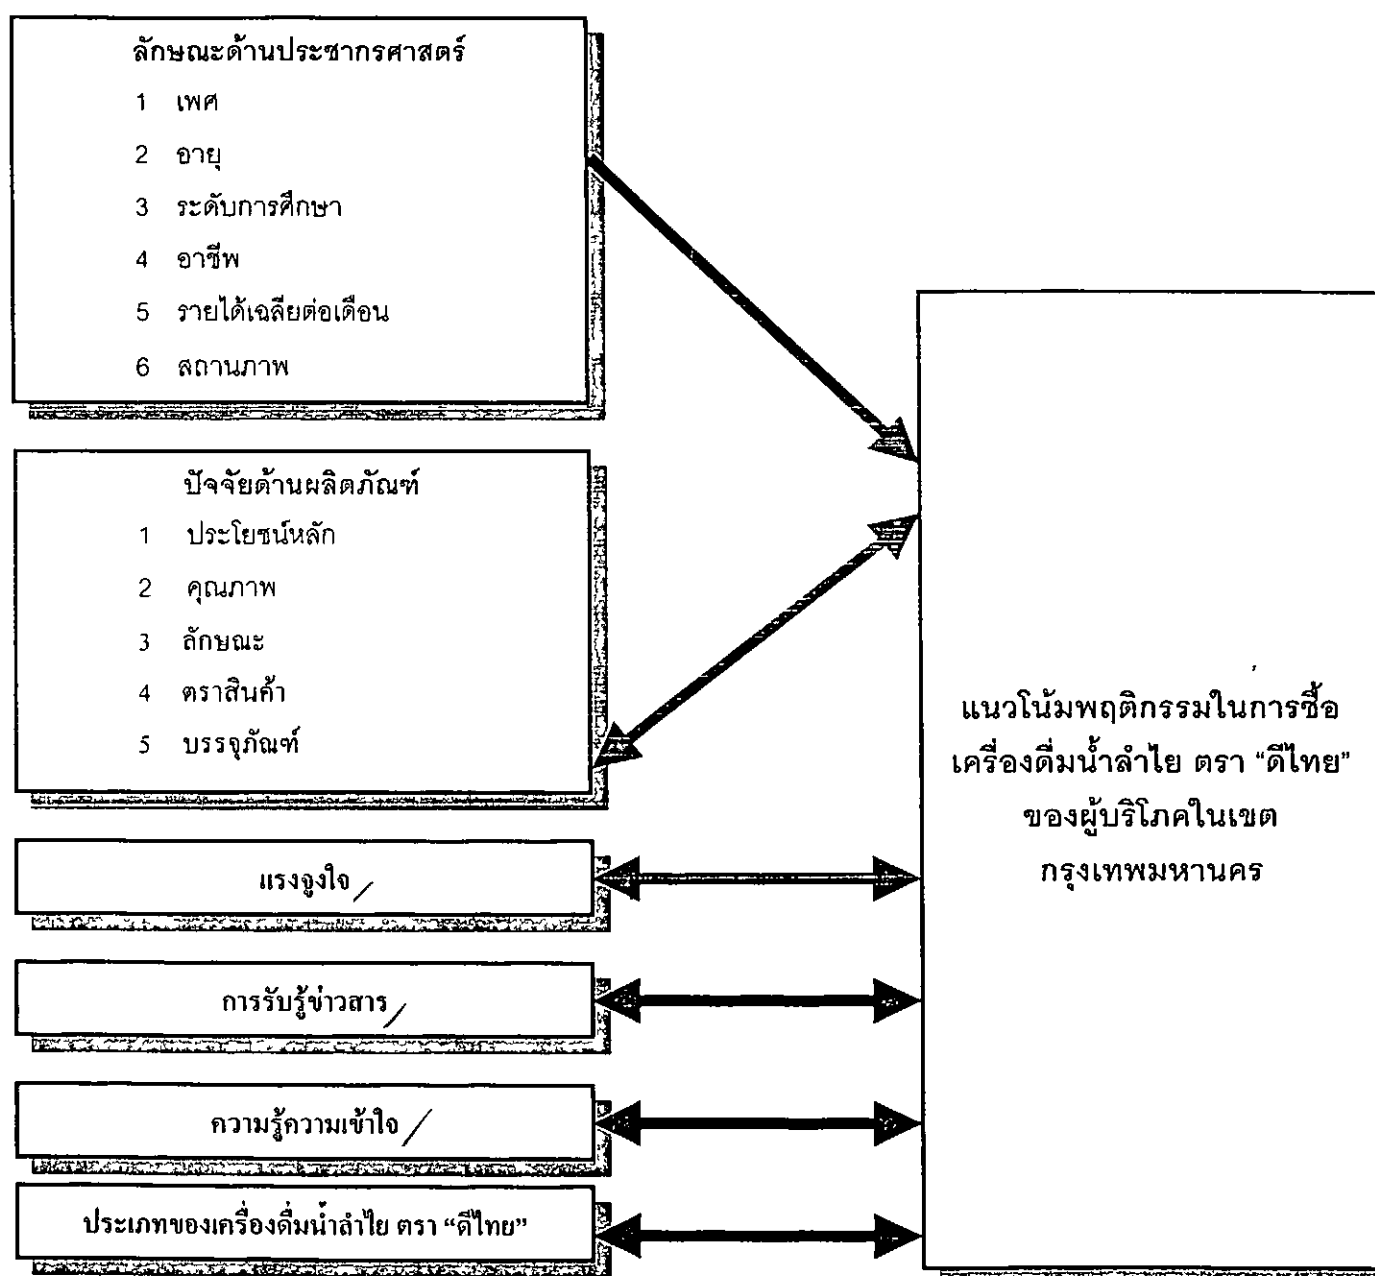 ลักษณะด้านประชากรศาสตร์
1 เพศ
2 อายุ
3 ระดับการศึกษา
4 อาชีพ
5 รายได้เฉลี่ยต่อเดือน
6 สถานภาพ
ปัจจัยด้านผลิตภัณฑ์
1 ประโยชน์หลัก
2 คุณภาพ
3 ลักษณะ
4 ตราสินค้า
5 บรรจุภัณฑ์
แรงจูงใจ
การรับรู้ข่าวสาร
ความรู้ความเข้าใจ
ประเภทของเครื่องดื่มน้ำลำไย ตรา “ดีไทย”
แนวโน้มพฤติกรรมในการซื้อ
เครื่องดื่มน้ำลำไย ตรา “ดีไทย”
ของผู้บริโภคในเขต
กรุงเทพมหานคร